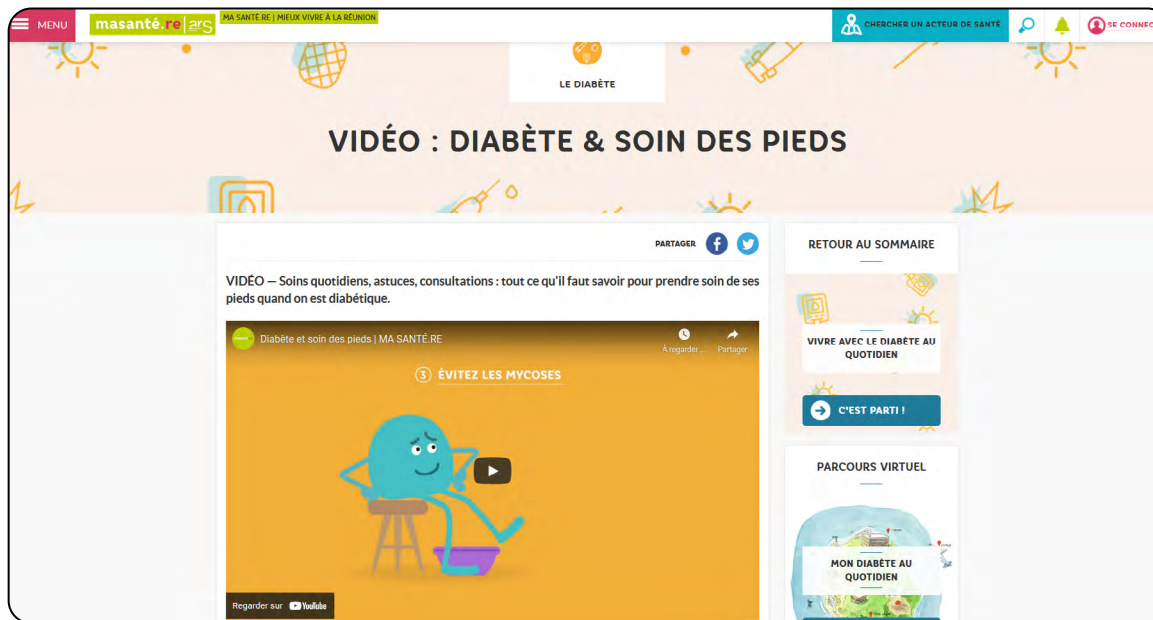 MENU
masanté.re|ars
MA SANTÉ.RE | MIEUX VIVRE À LA RÉUNION
CHERCHER UN ACTEUR DE SANTÉ
SE CONNEC
LE DIABÈTE
VIDÉO : DIABÈTE & SOIN DES PIEDS
PARTAGER
VIDÉO — Soins quotidiens, astuces, consultations : tout ce qu'il faut savoir pour prendre soin de ses
pieds quand on est diabétique.
Diabète et soin des pieds | MA SANTÉ.RE
À regarder ...
Partager
3 ÉVITEZ LES MYCOSES
Regarder sur YouTube
RETOUR AU SOMMAIRE
VIVRE AVEC LE DIABÈTE AU
QUOTIDIEN
C'EST PARTI !
PARCOURS VIRTUEL
MON DIABÈTE AU
QUOTIDIEN